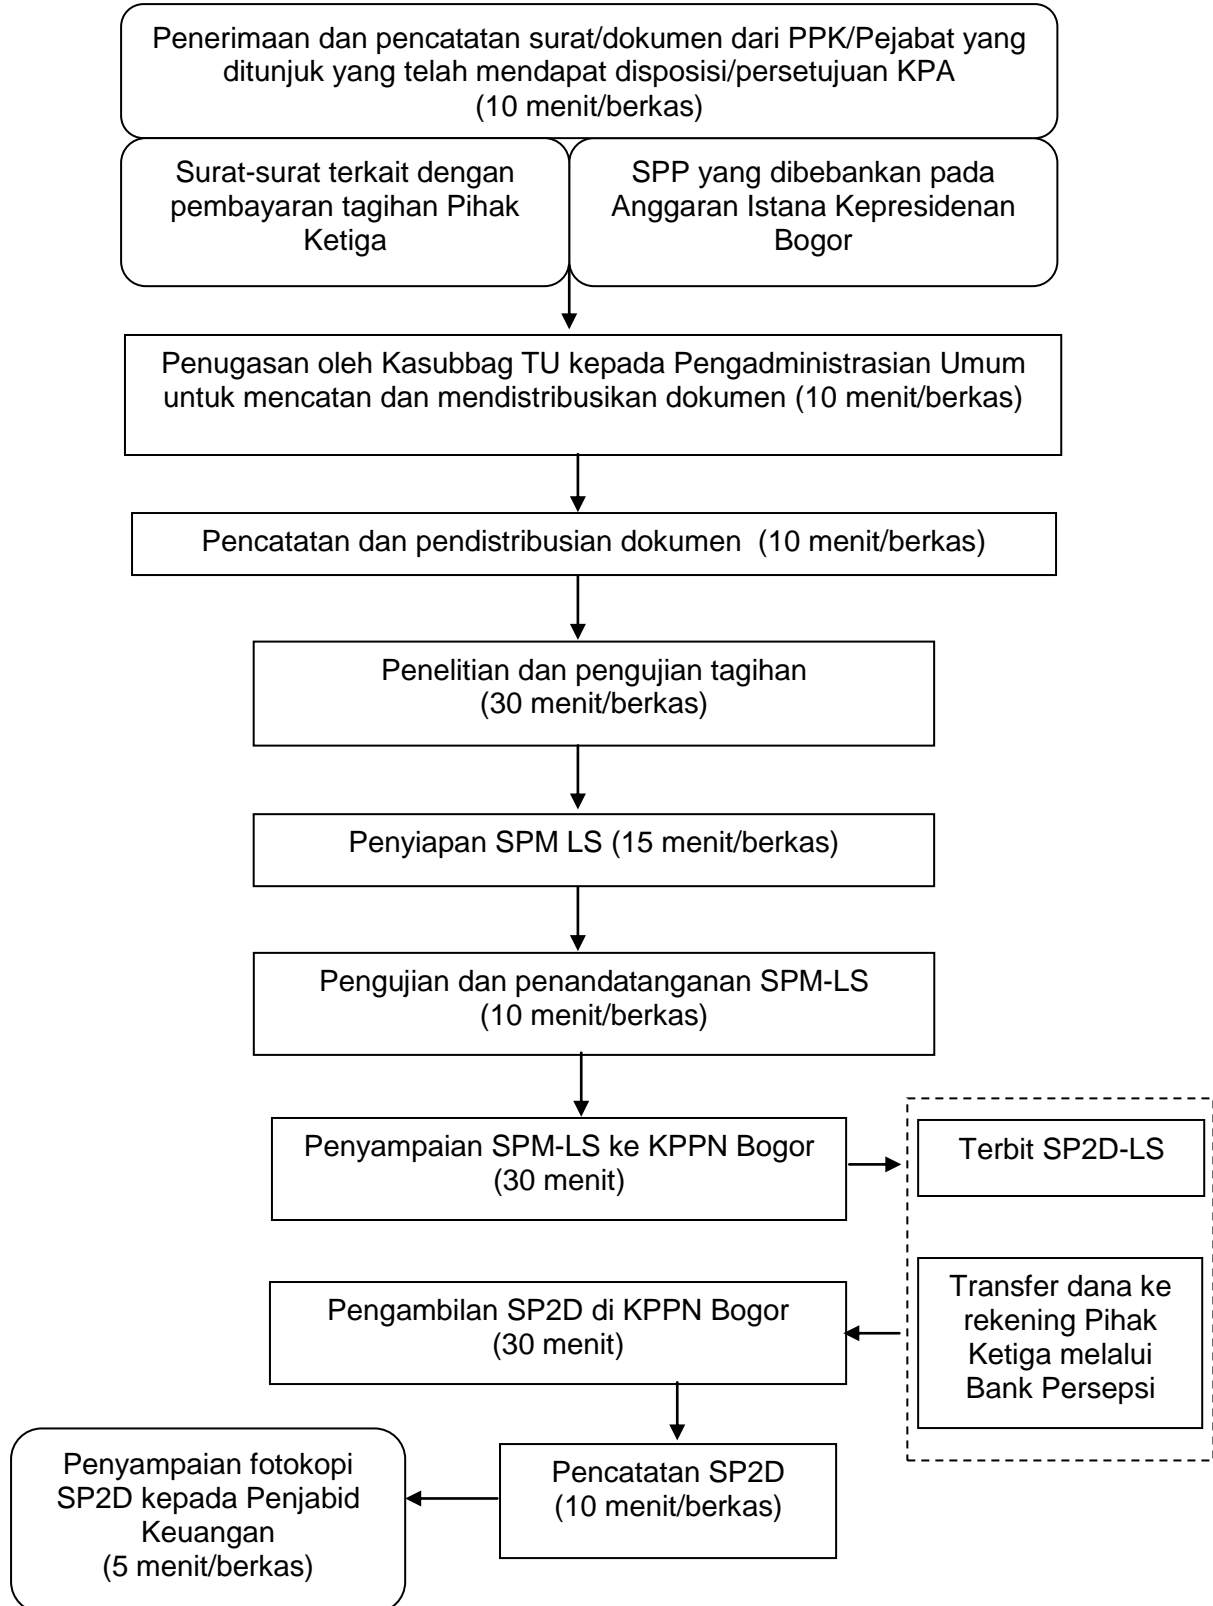 Penerimaan dan pencatatan surat/dokumen dari PPK/Pejabat yang
ditunjuk yang telah mendapat disposisi/persetujuan KPA
(10 menit/berkas)
Surat-surat terkait dengan
pembayaran tagihan Pihak
Ketiga
SPP yang dibebankan pada
Anggaran Istana Kepresidenan
Bogor
Penugasan oleh Kasubbag TU kepada Pengadministrasian Umum
untuk mencatan dan mendistribusikan dokumen (10 menit/berkas)
Pencatatan dan pendistribusian dokumen (10 menit/berkas)
Penelitian dan pengujian tagihan
(30 menit/berkas)
Penyiapan SPM LS (15 menit/berkas)
Pengujian dan penandatanganan SPM-LS
(10 menit/berkas)
Penyampaian SPM-LS ke KPPN Bogor
(30 menit)
Terbit SP2D-LS
Transfer dana ke
rekening Pihak
Ketiga melalui
Bank Persepsi
Pengambilan SP2D di KPPN Bogor
(30 menit)
Pencatatan SP2D
(10 menit/berkas)
Penyampaian fotokopi
SP2D kepada Penjabid
Keuangan
(5 menit/berkas)